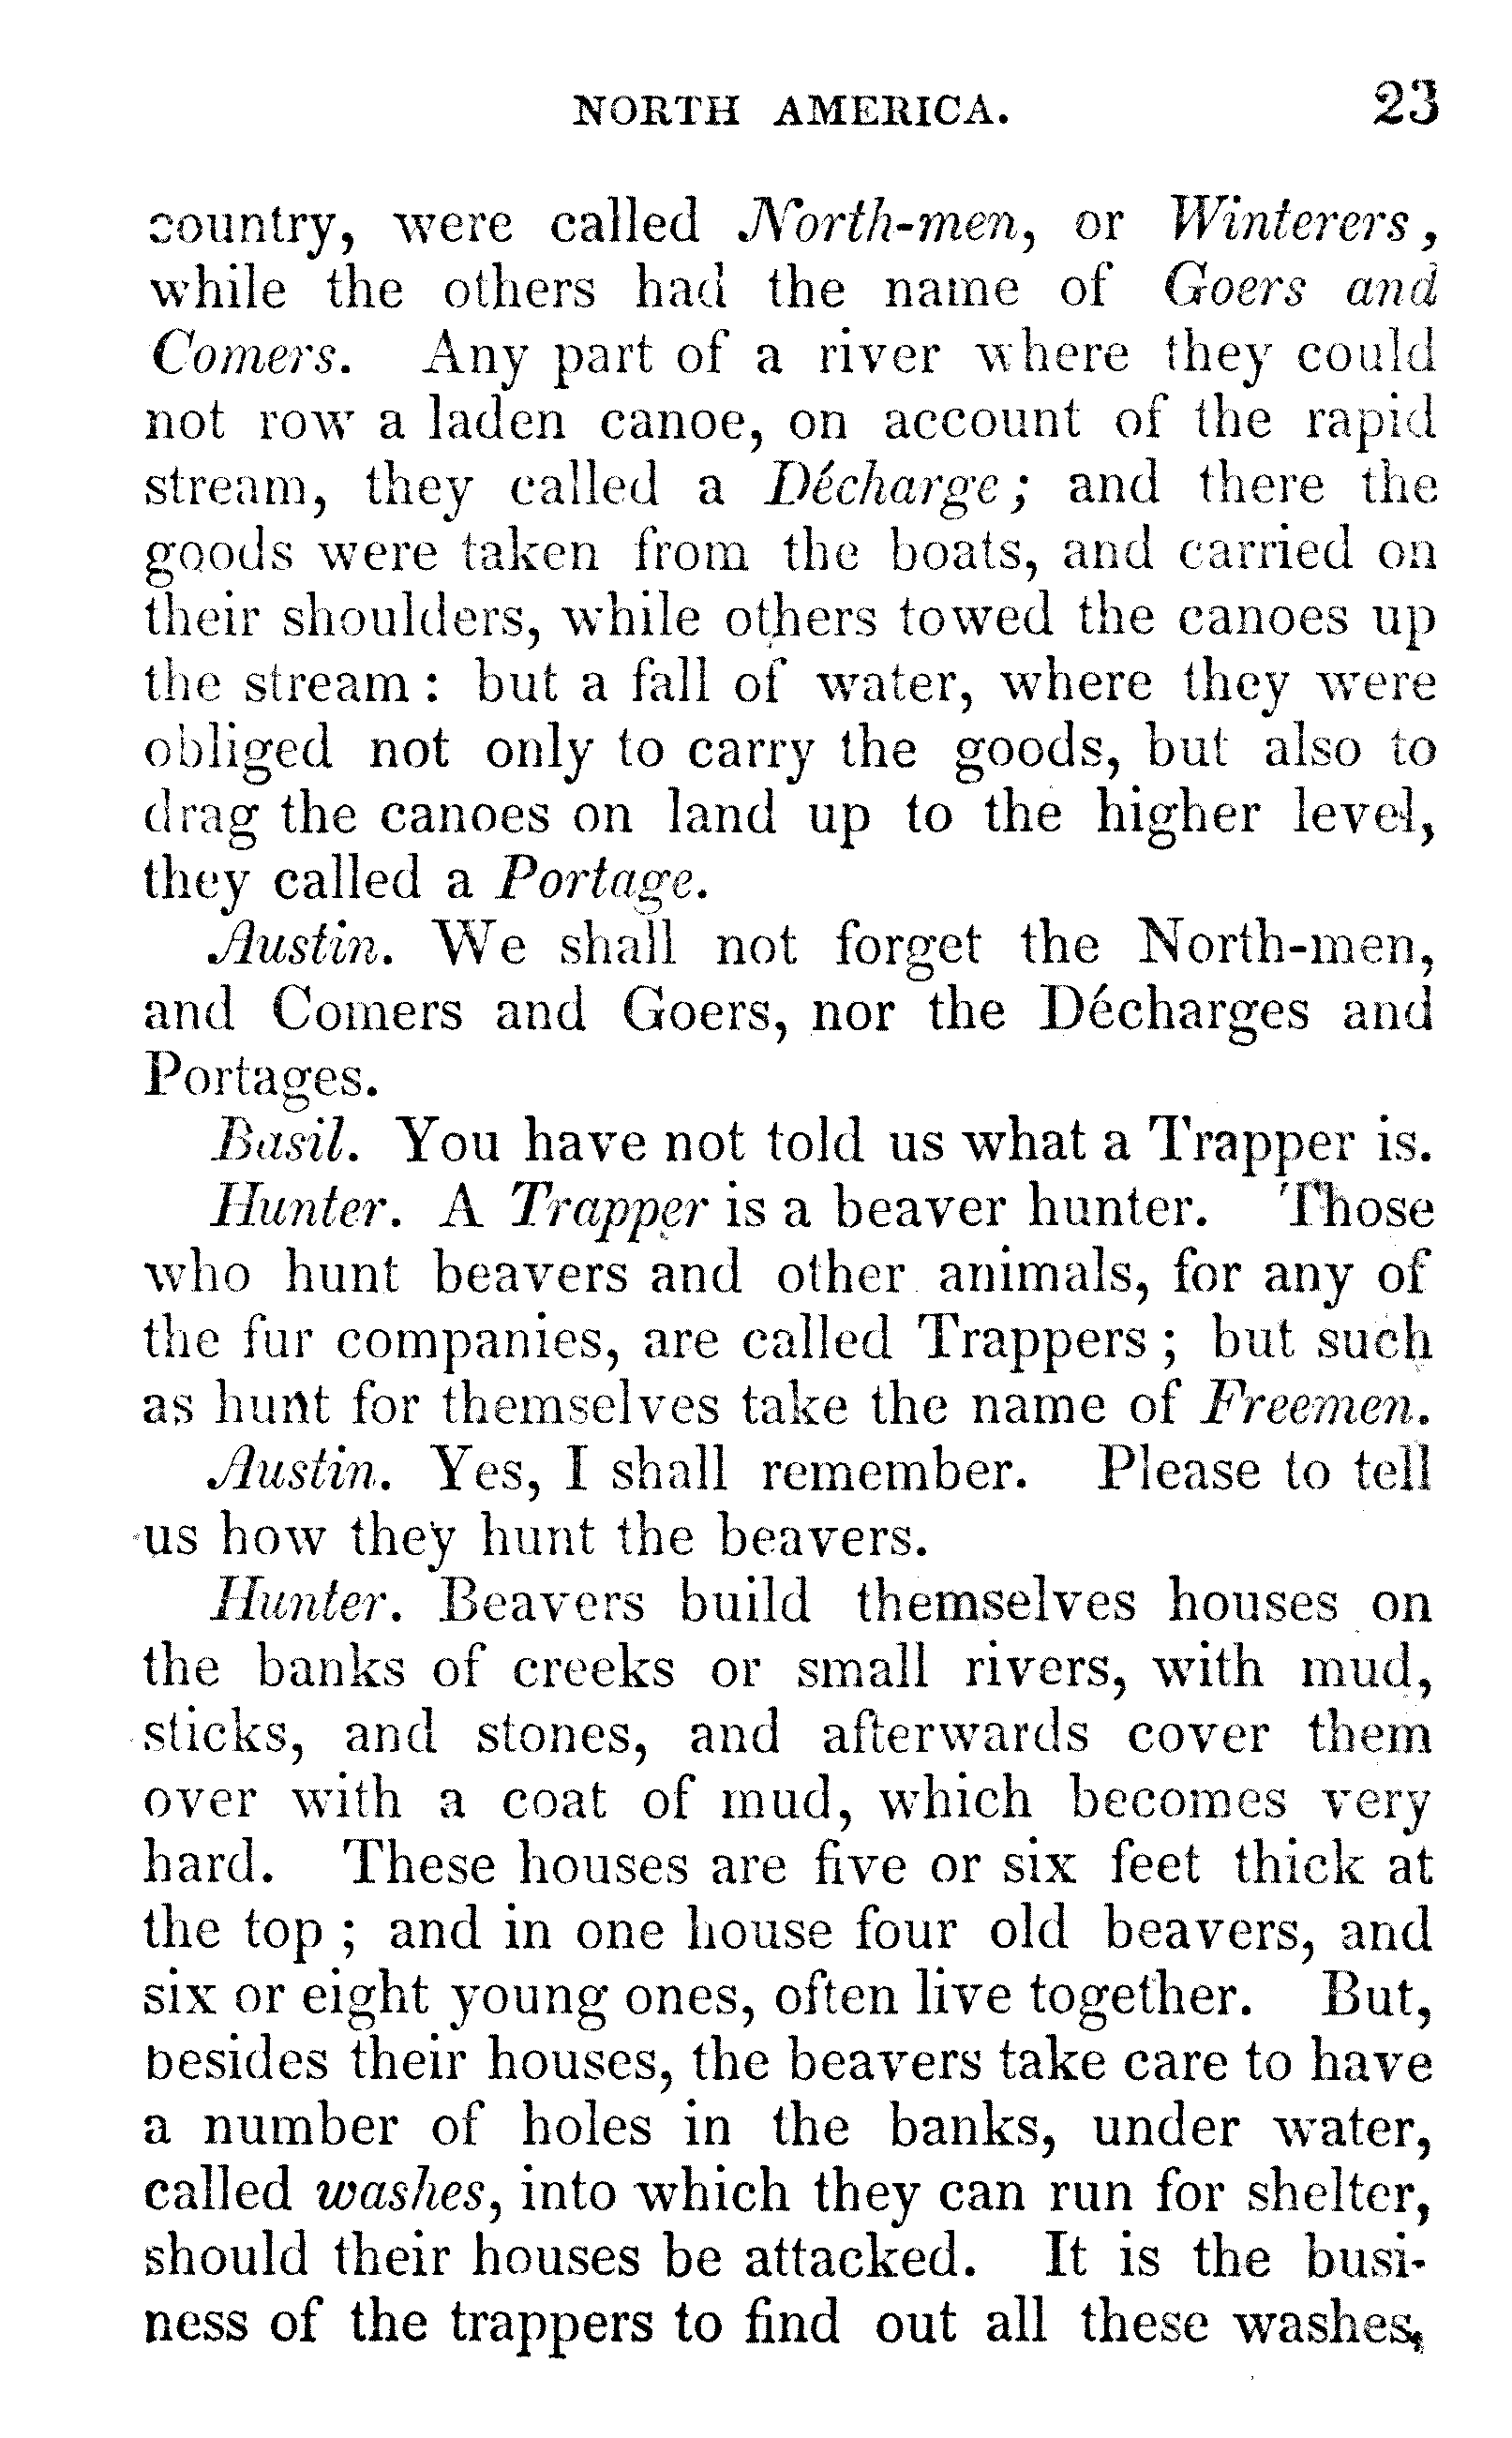 NORTH AMERICA. 23
country, were called North-men, or Winterers,
while the others had the name of Goers and
Comers. Any part of a river where they could
not row a laden canoe, on account of the rapid
stream, they called a Décharge; and there the
goods were taken from the boats, and carried on
their shoulders, while others towed the canoes up
the stream: but a fall of water, where they were
obliged not only to carry the goods, but also to
drag the canoes on land up to the higher level,
they called a Portage.
Austin. We shall not forget the North-men,
and Comers and Goers, nor the Décharges and
Portages.
Basil. You have not told us what a Trapper is.
Hunter. A Trapper is a beaver hunter. Those
who hunt beavers and other animals, for any of
the fur companies, are called Trappers; but such
as hunt for themselves take the name of Freemen.
Austin. Yes, I shall remember. Please to tell
us how they hunt the beavers.
Hunter. Beavers build themselves houses on
the banks of creeks or small rivers, with mud,
sticks, and stones, and afterwards cover them
over with a coat of mud, which becomes very
hard. These houses are five or six feet thick at
the top; and in one house four old beavers, and
six or eight young ones, often live together. But,
besides their houses, the beavers take care to have
a number of holes in the banks, under water,
called washes, into which they can run for shelter,
should their houses be attacked. It is the busi-
ness of the trappers to find out all these washes,